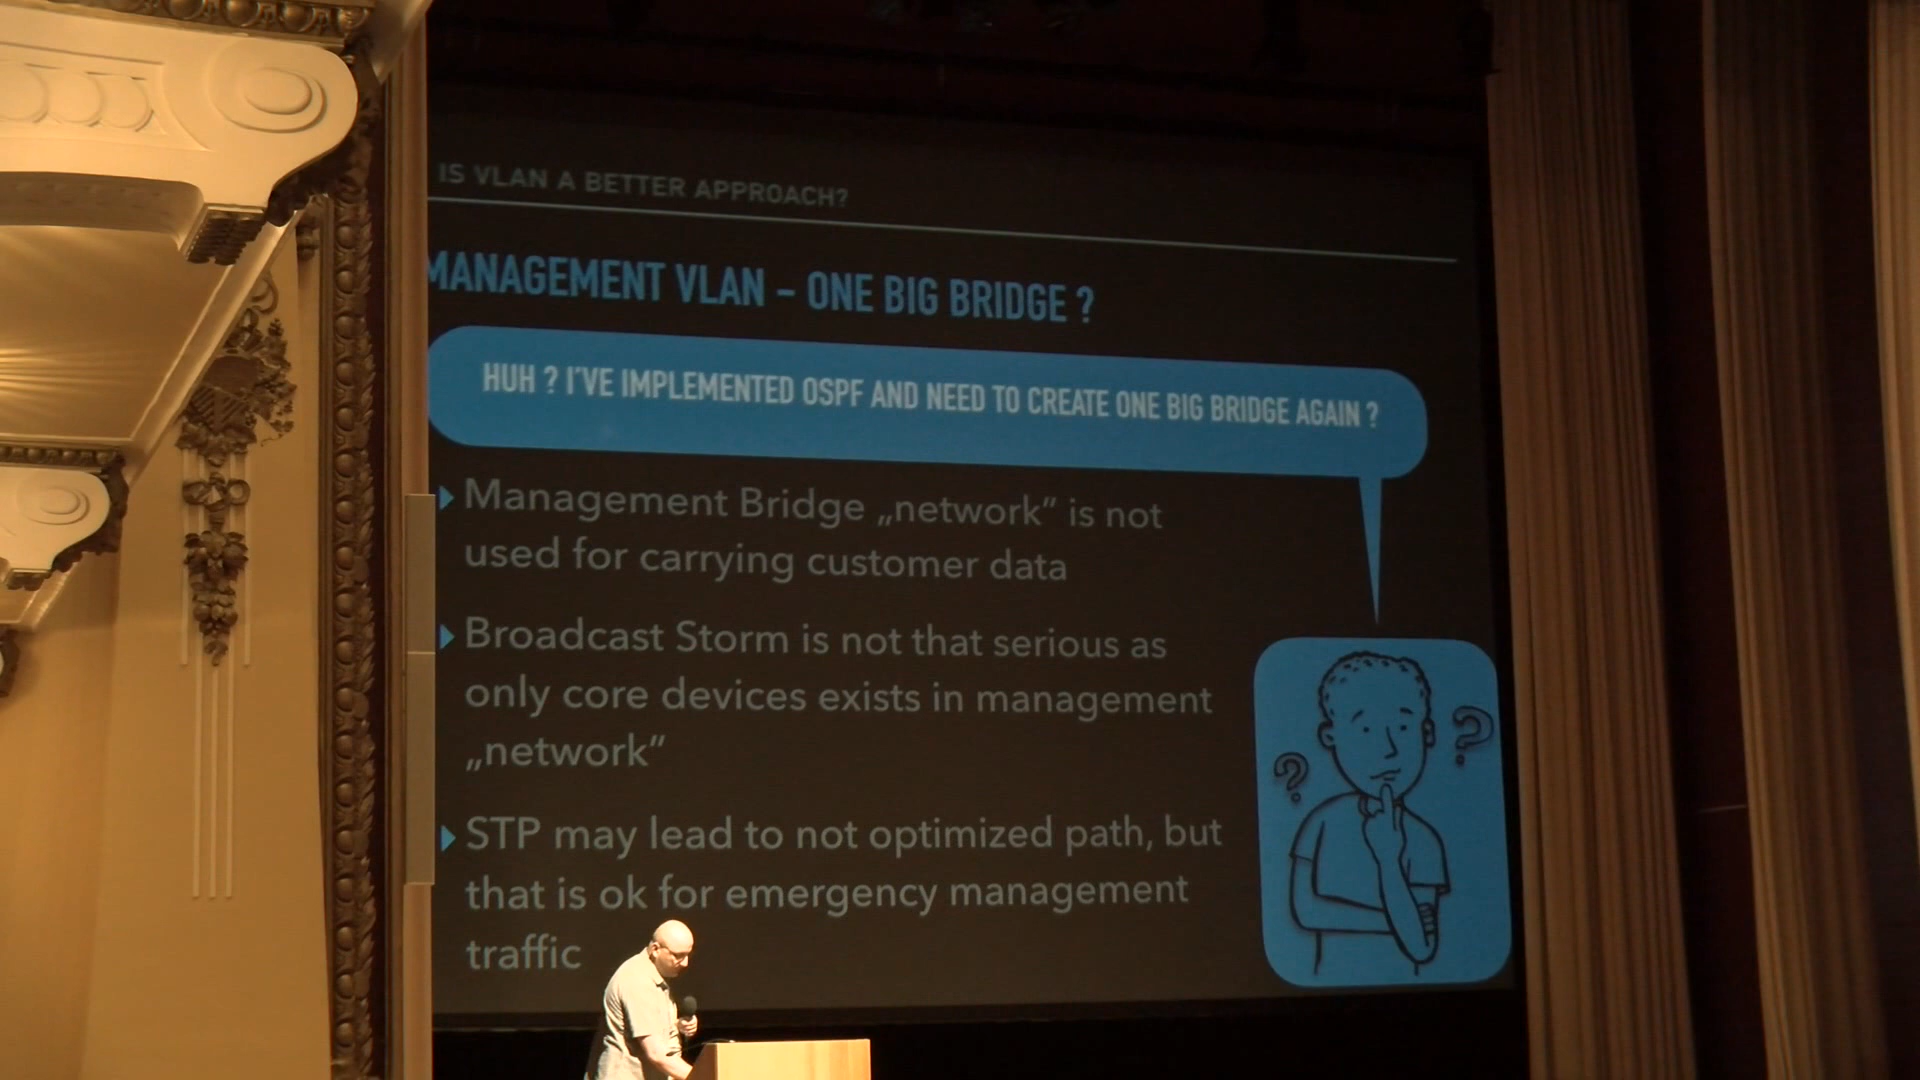 IS VLAN A BETTER APPROACH?
MANAGEMENT VLAN – ONE BIG BRIDGE ?
HUH ? I'VE IMPLEMENTED OSPF AND NEED TO CREATE ONE BIG BRIDGE AGAIN ?
Management Bridge „network” is not
used for carrying customer data
Broadcast Storm is not that serious as
only core devices exists in management
„network”
STP may lead to not optimized path, but
that is ok for emergency management
traffic
? ?